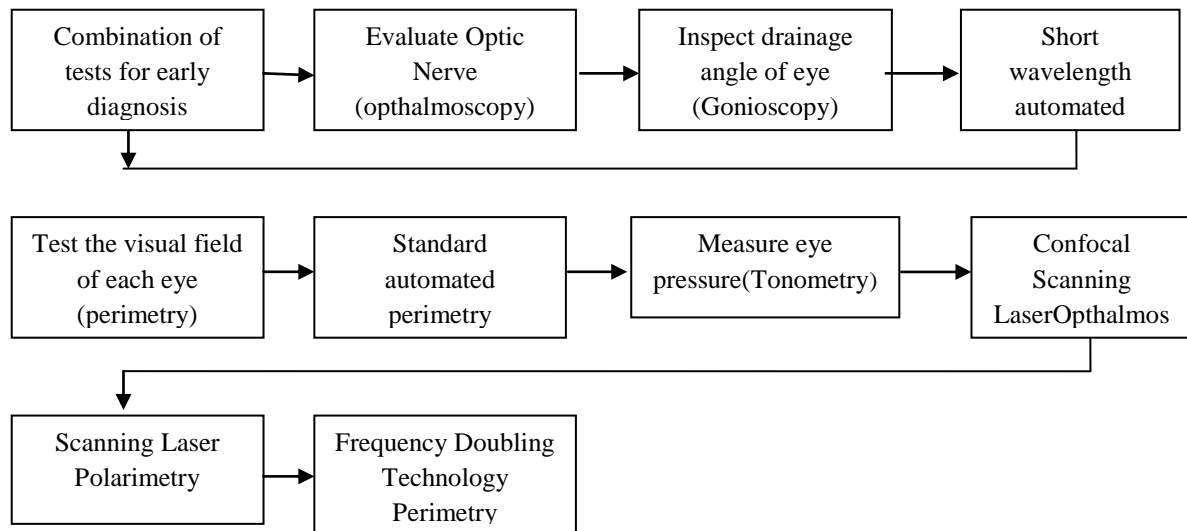 Combination of
tests for early
diagnosis
Evaluate Optic
Nerve
(opthalmoscopy)
Inspect drainage
angle of eye
(Gonioscopy)
Short
wavelength
automated
Test the visual field
of each eye
(perimetry)
Standard
automated
perimetry
Measure eye
pressure(Tonometry)
Confocal
Scanning
LaserOpthalmos
Scanning Laser
Polarimetry
Frequency Doubling
Technology
Perimetry